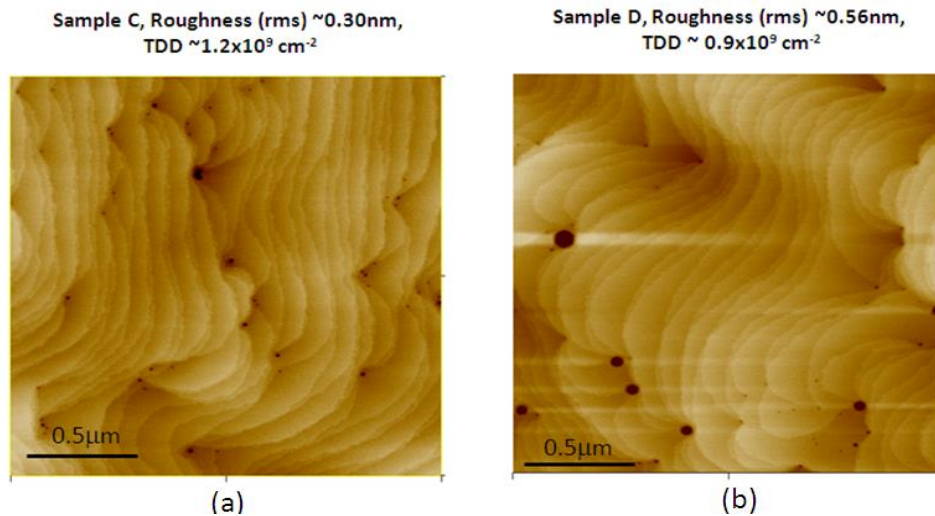 Sample C, Roughness (rms) ~0.30nm,
TDD ~1.2x10⁹ cm⁻²
Sample D, Roughness (rms) ~0.56nm,
TDD ~ 0.9x10⁹ cm⁻²
0.5μm
0.5μm
(a)
(b)